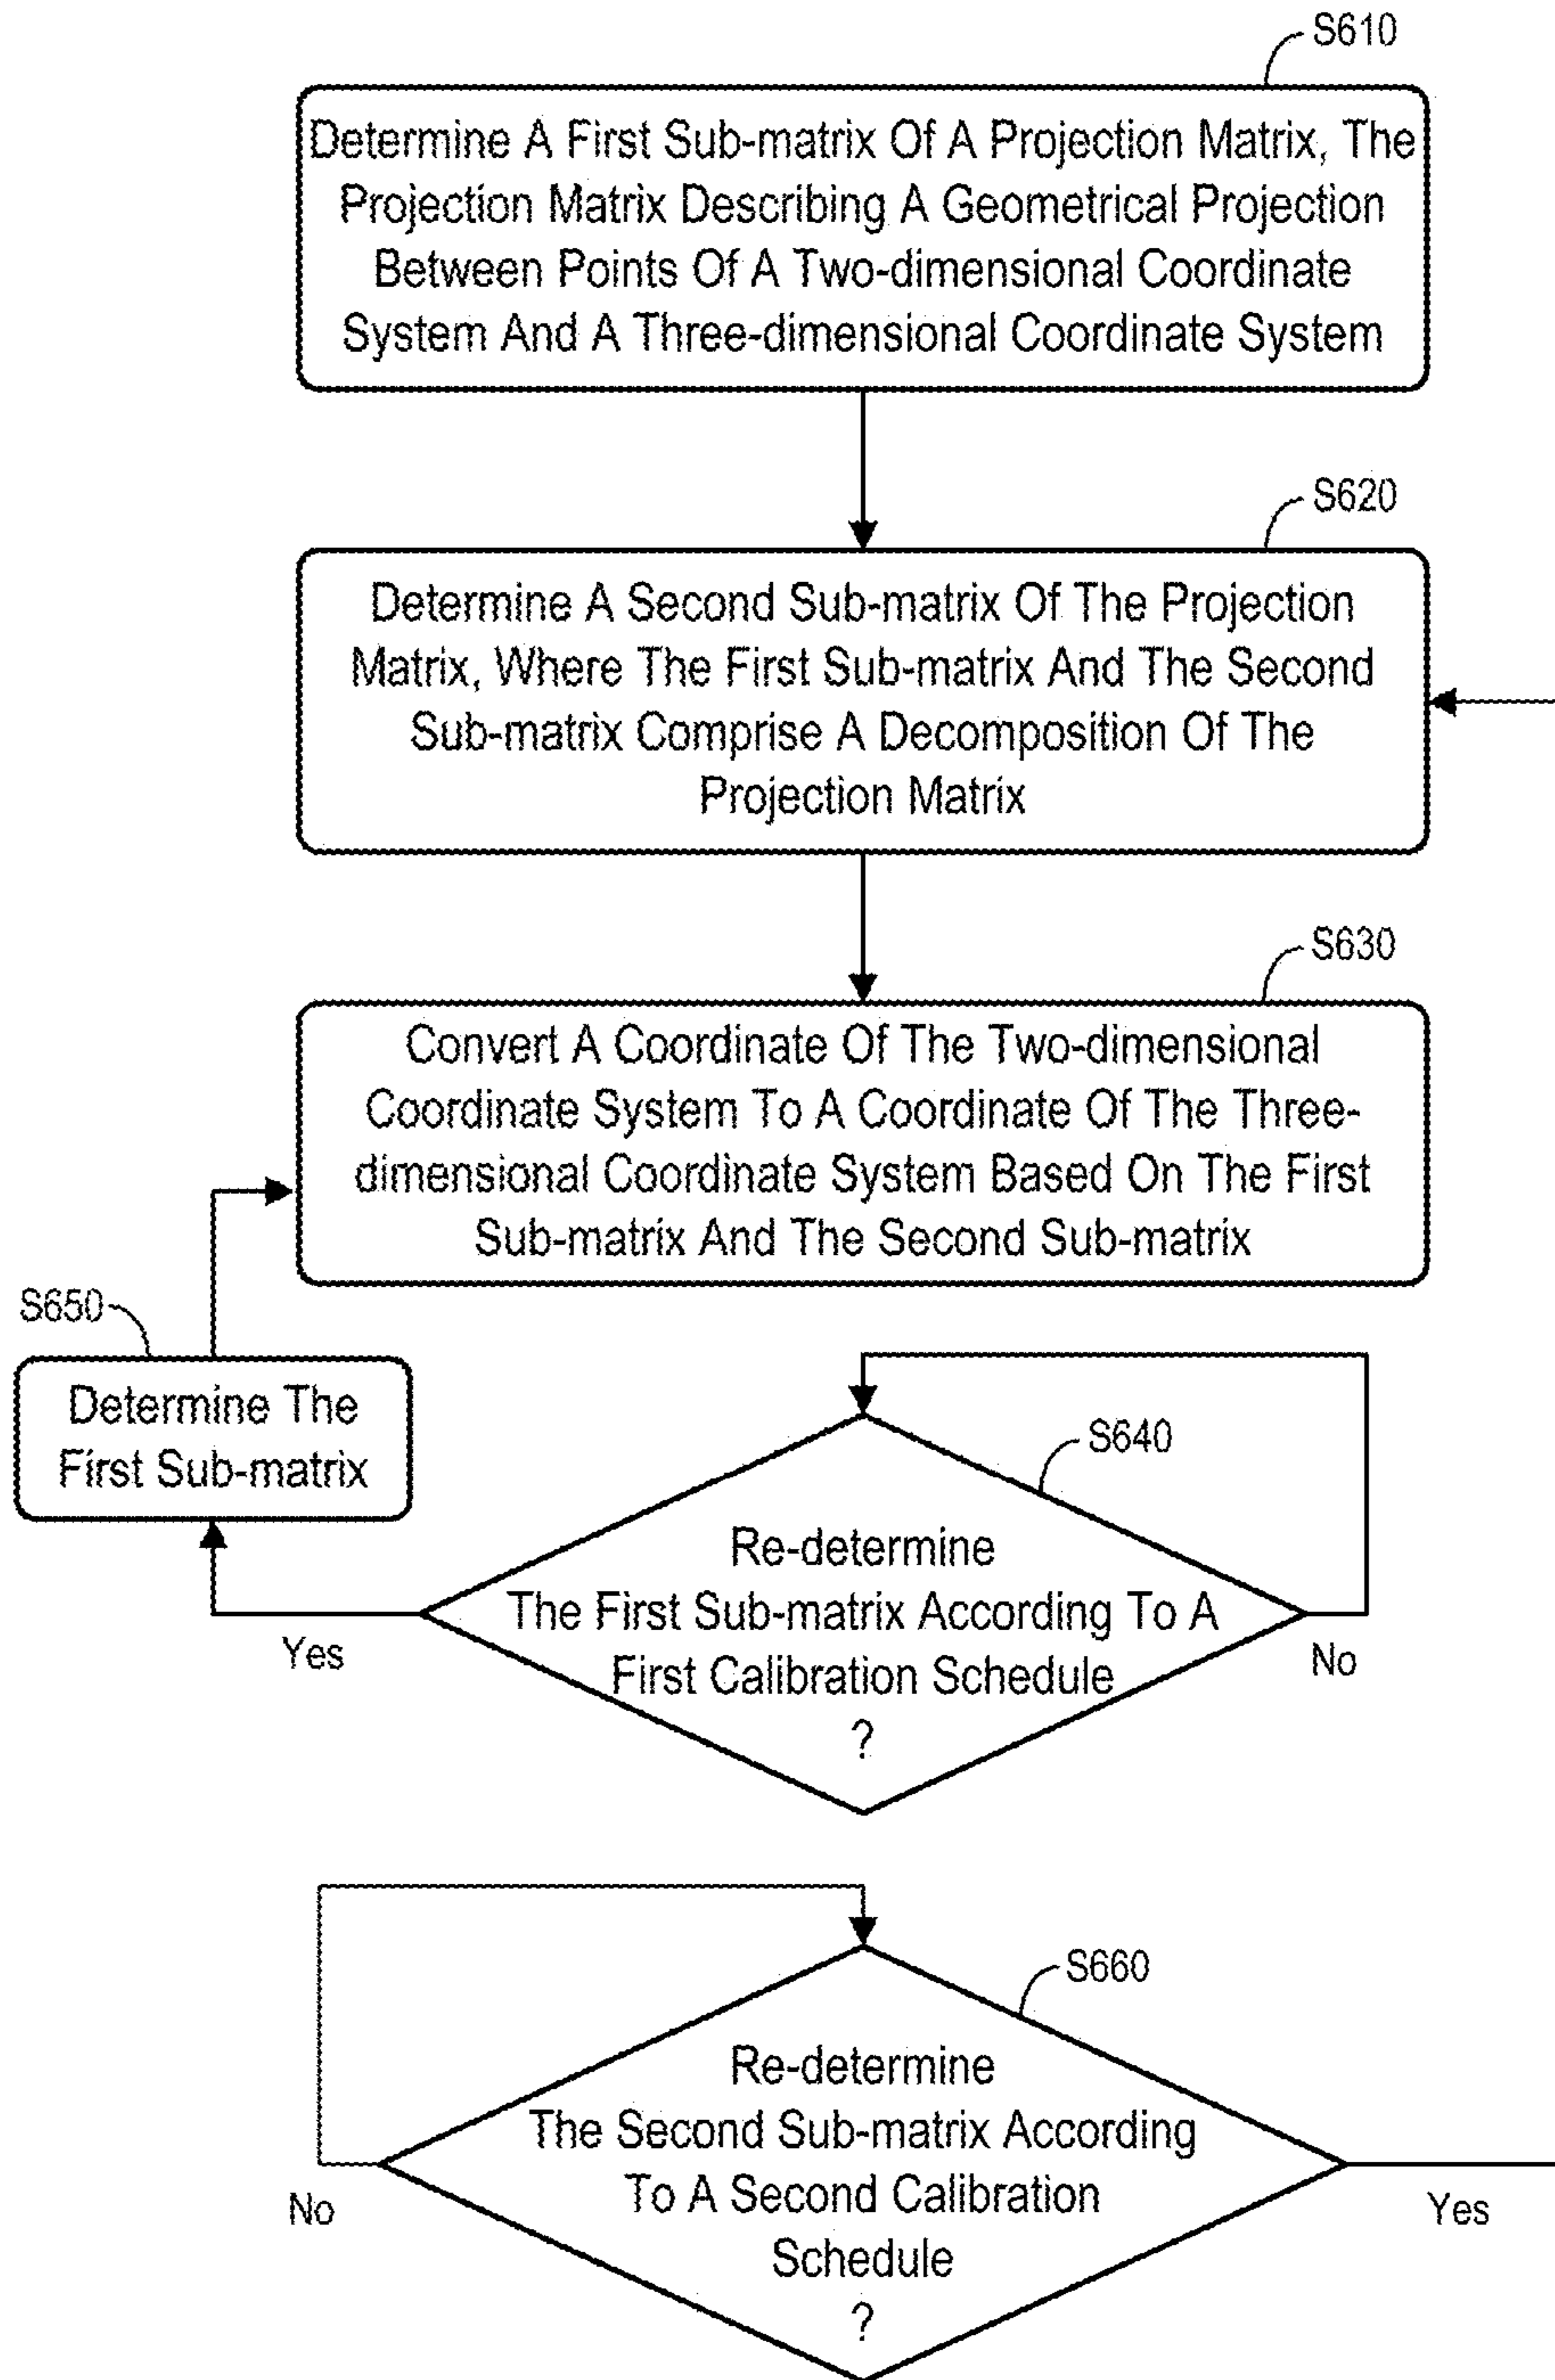 S610
Determine A First Sub-matrix Of A Projection Matrix, The
Projection Matrix Describing A Geometrical Projection
Between Points Of A Two-dimensional Coordinate
System And A Three-dimensional Coordinate System
S620
Determine A Second Sub-matrix Of The Projection
Matrix, Where The First Sub-matrix And The Second
Sub-matrix Comprise A Decomposition Of The
Projection Matrix
S630
Convert A Coordinate Of The Two-dimensional
Coordinate System To A Coordinate Of The Three-
dimensional Coordinate System Based On The First
Sub-matrix And The Second Sub-matrix
S650
Determine The
First Sub-matrix
S640
Re-determine
The First Sub-matrix According To A
First Calibration Schedule
?
Yes
No
S660
Re-determine
The Second Sub-matrix According
To A Second Calibration
Schedule
?
No
Yes